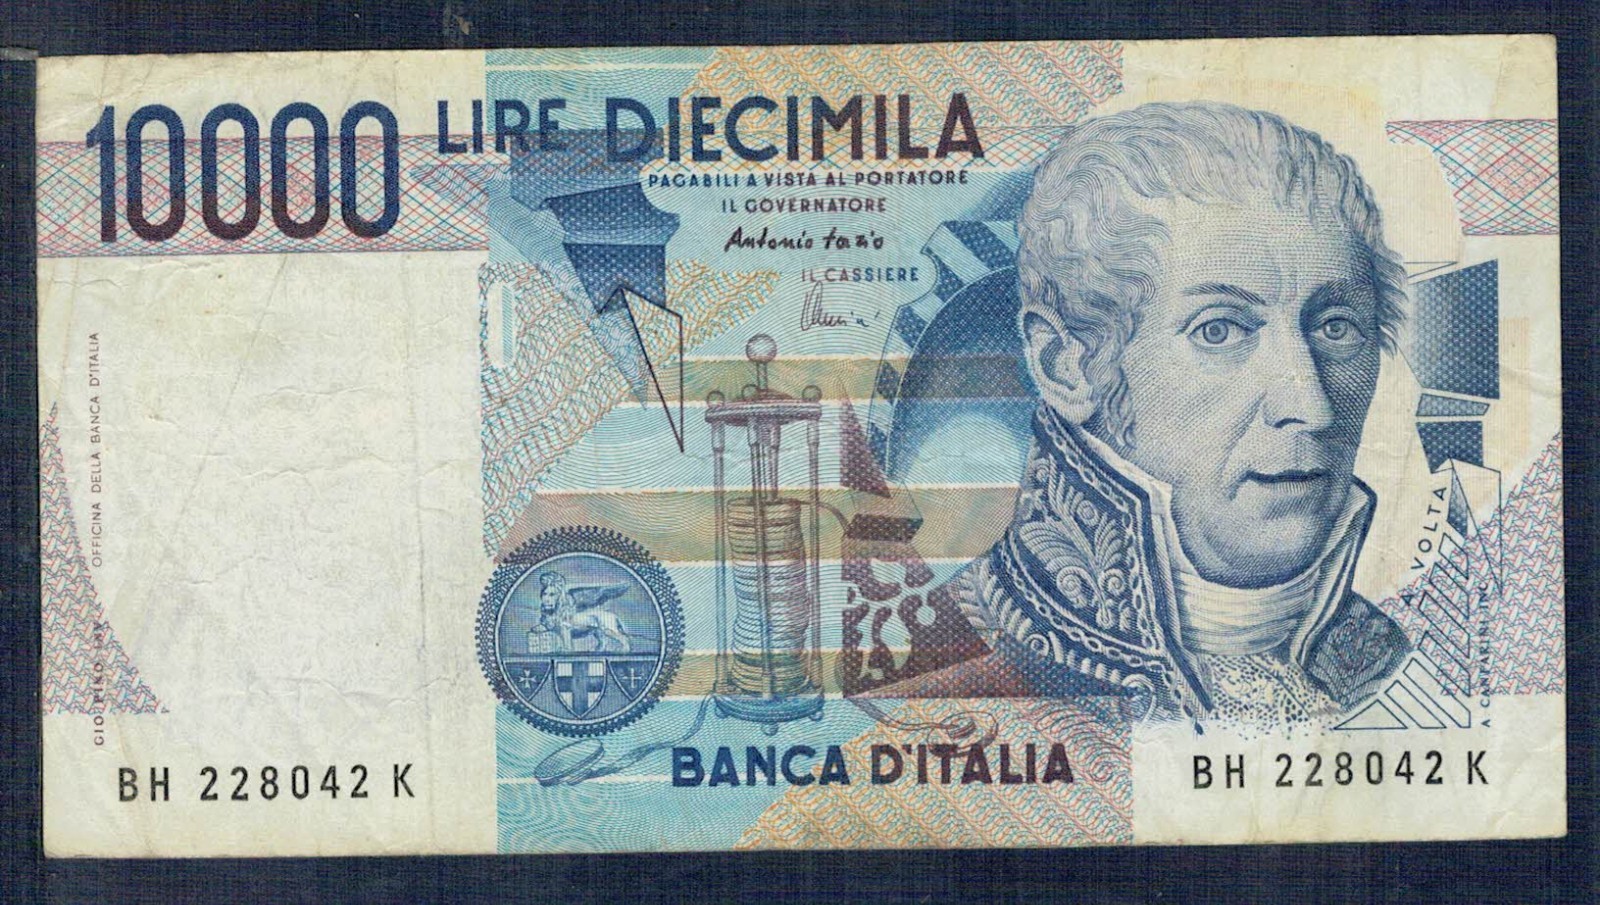 10000 LIRE DIECIMILA
PAGABILI A VISTA AL PORTATORE
IL GOVERNATORE
Antonio Fazio
IL CASSIERE
OFFICINA DELLA BANCA D'ITALIA
A. VOLTA
BANCA D'ITALIA
BH 228042 K
BH 228042 K